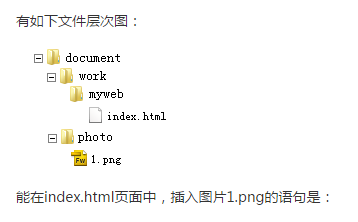 有如下文件层次图：
document
work
myweb
index.html
photo
Fw 1.png
能在index.html页面中，插入图片1.png的语句是：